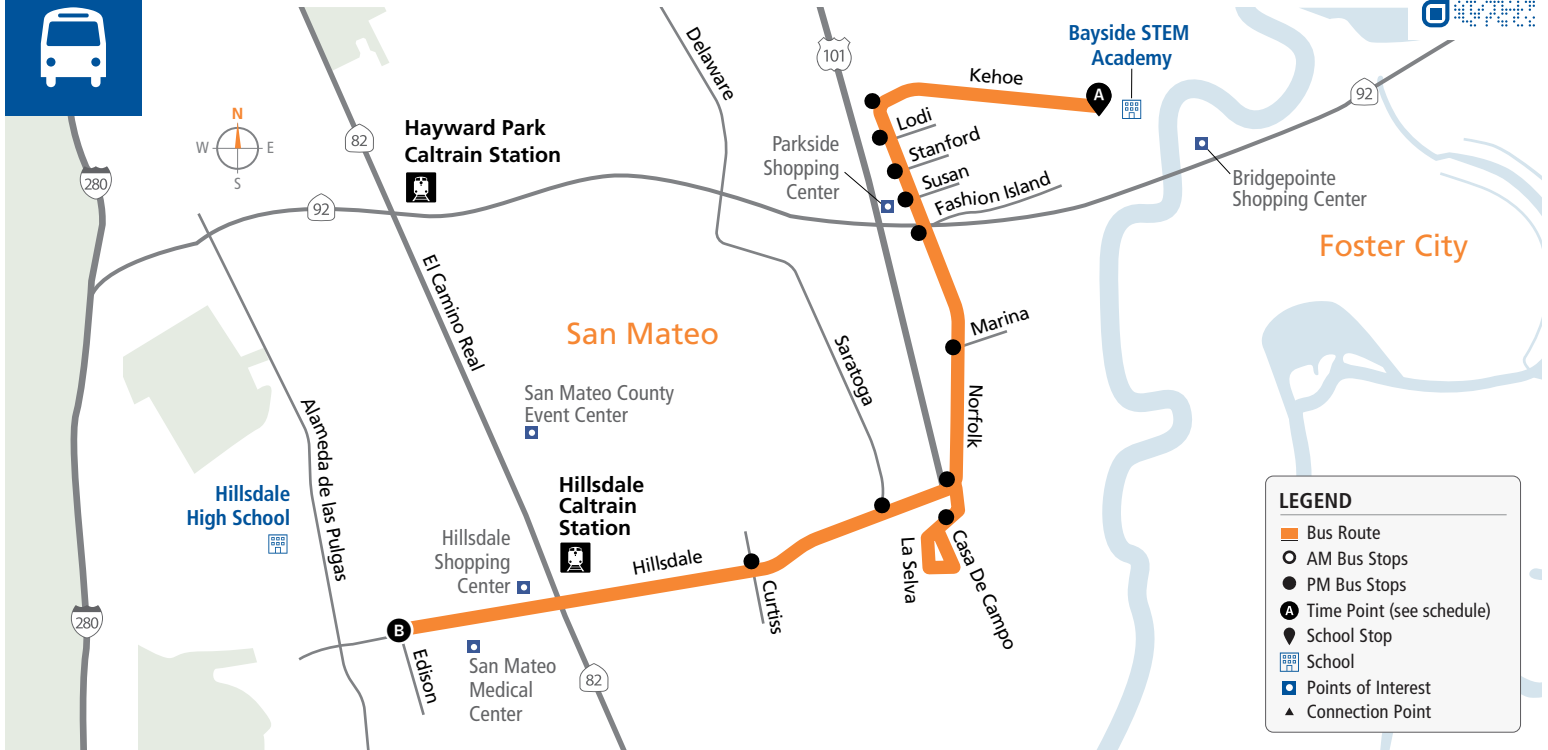 Bayside STEM
Academy
Kehoe
A
101
92
Delaware
82
Hayward Park
Caltrain Station
N
W
E
S
280
92
Lodi
Stanford
Susan
Fashion Island
Parkside
Shopping
Center
Bridgepointe
Shopping Center
Foster City
El Camino Real
San Mateo
Marina
Saratoga
Norfolk
San Mateo County
Event Center
Alameda de las Pulgas
Hillsdale
High School
Hillsdale
Caltrain
Station
Hillsdale
Shopping
Center
Hillsdale
Curtiss
La Selva
Casa De Campo
280
B
Edison
San Mateo
Medical
Center
82
LEGEND
Bus Route
AM Bus Stops
PM Bus Stops
A
Time Point (see schedule)
School Stop
School
Points of Interest
Connection Point